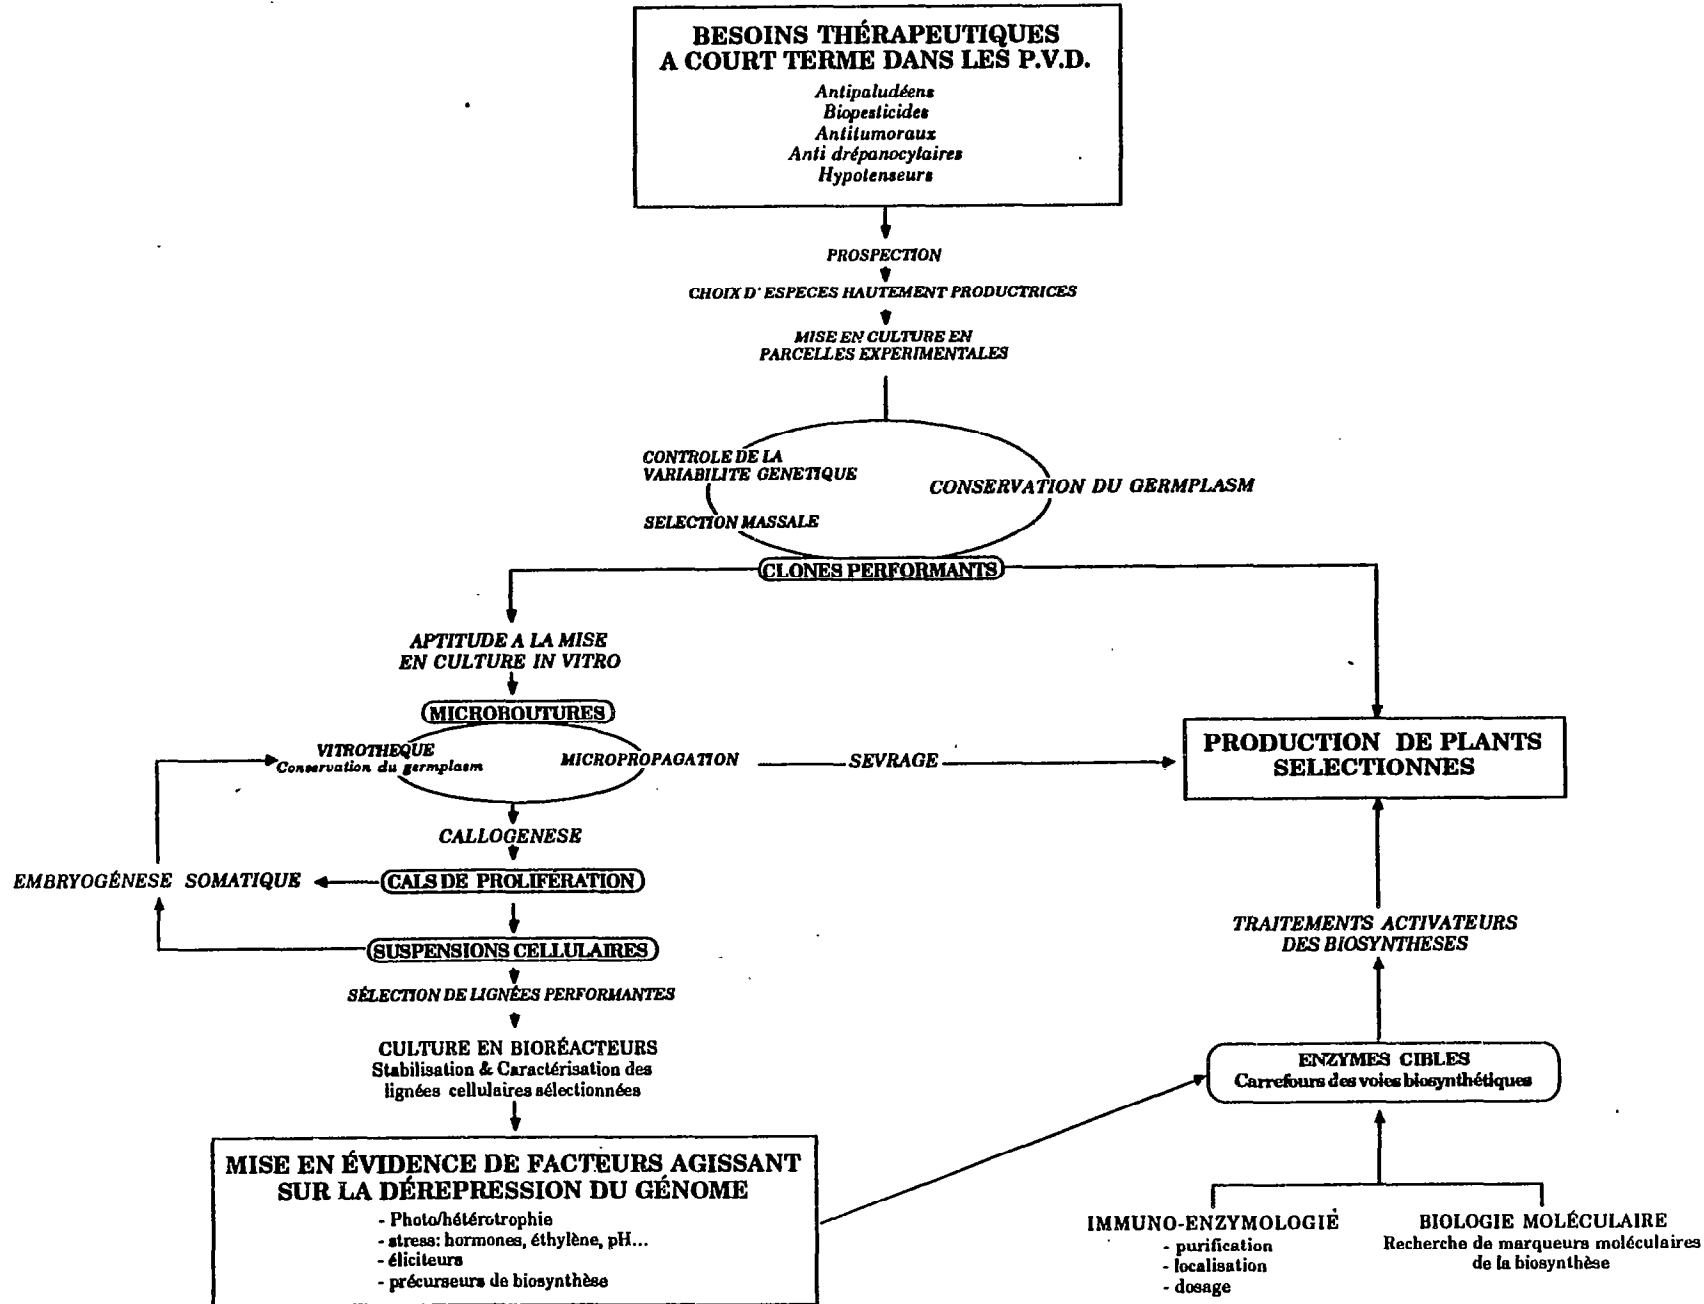 BESOINS THÉRAPEUTIQUES
A COURT TERME DANS LES P.V.D.
Antipaludéens
Biopesticides
Antitumoraux
Anti drépanocytaires
Hypotenseurs
PROSPECTION
CHOIX D' ESPECES HAUTEMENT PRODUCTRICES
MISE EN CULTURE EN
PARCELLES EXPERIMENTALES
CONTROLE DE LA
VARIABILITE GENETIQUE
CONSERVATION DU GERMPLASM
SELECTION MASSALE
CLONES PERFORMANTS
APTITUDE A LA MISE
EN CULTURE IN VITRO
MICROBOUTURES
VITROTHEQUE
Conservation du germplasm
MICROPROPAGATION
SEVRAGE
PRODUCTION DE PLANTS
SELECTIONNES
CALLOGENESE
EMBRYOGÉNESE SOMATIQUE
CALS DE PROLIFÉRATION
SUSPENSIONS CELLULAIRES
TRAITEMENTS ACTIVATEURS
DES BIOSYNTHESES
SÉLECTION DE LIGNÉES PERFORMANTES
CULTURE EN BIORÉACTEURS
Stabilisation & Caractérisation des
lignées cellulaires sélectionnées
ENZYMES CIBLES
Carrefours des voies biosynthétiques
MISE EN ÉVIDENCE DE FACTEURS AGISSANT
SUR LA DÉREPRESSION DU GÉNOME
- Photo/hétérotrophie
- stress: hormones, éthylène, pH...
- éliciteurs
- précurseurs de biosynthèse
IMMUNO-ENZYMOLOGIE
- purification
- localisation
- dosage
BIOLOGIE MOLÉCULAIRE
Recherche de marqueurs moléculaires
de la biosynthèse